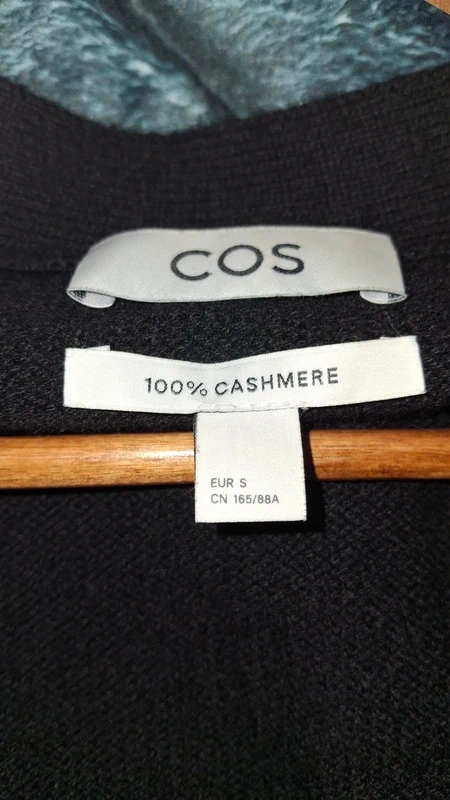 COS
100% CASHMERE
EUR S
CN 165/88A